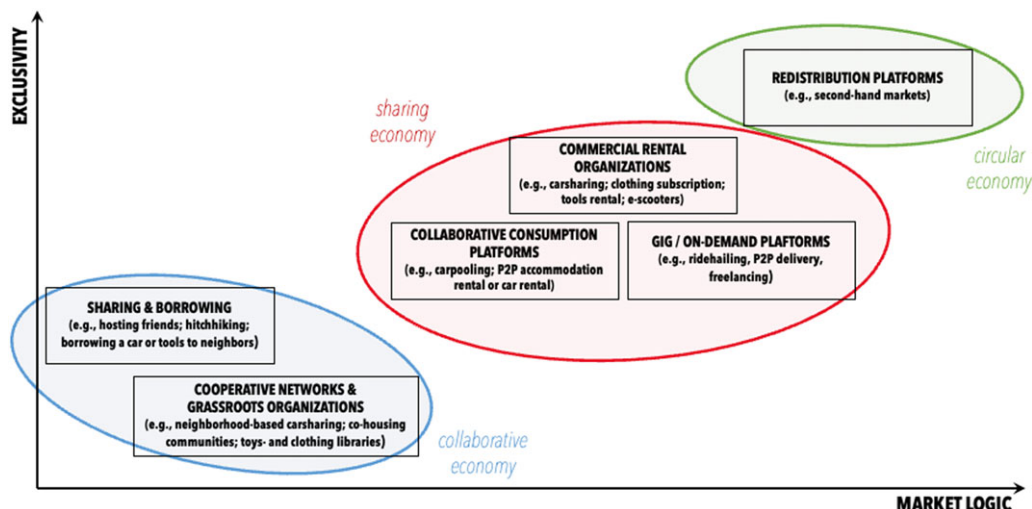 EXCLUSIVITY
REDISTRIBUTION PLATFORMS
(e.g., second-hand markets)
circular
economy
sharing
economy
COMMERCIAL RENTAL
ORGANIZATIONS
(e.g., carsharing; clothing subscription;
tools rental; e-scooters)
COLLABORATIVE CONSUMPTION
PLATFORMS
(e.g., carpooling; P2P accommodation
rental or car rental)
GIG / ON-DEMAND PLAFTORMS
(e.g., ridehailing, P2P delivery,
freelancing)
SHARING & BORROWING
(e.g., hosting friends; hitchhiking;
borrowing a car or tools to neighbors)
COOPERATIVE NETWORKS &
GRASSROOTS ORGANIZATIONS
(e.g., neighborhood-based carsharing; co-housing
communities; toys- and clothing libraries)
collaborative
economy
MARKET LOGIC